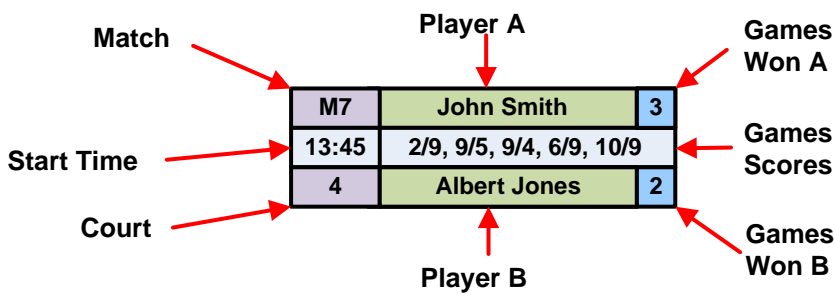 Player A
Match
Games
Won A
M7 John Smith 3
13:45 2/9, 9/5, 9/4, 6/9, 10/9
4 Albert Jones 2
Start Time
Games
Scores
Court
Games
Won B
Player B